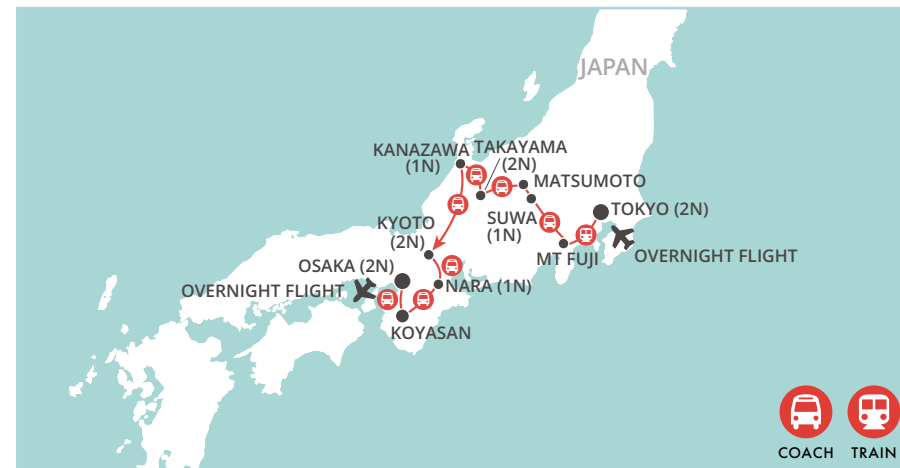 JAPAN
KANAZAWA
(1N)
TAKAYAMA
(2N)
MATSUMOTO
SUWA
(1N)
TOKYO (2N)
KYOTO
(2N)
MT FUJI
OVERNIGHT FLIGHT
OSAKA (2N)
OVERNIGHT FLIGHT
NARA (1N)
KOYASAN
COACH
TRAIN